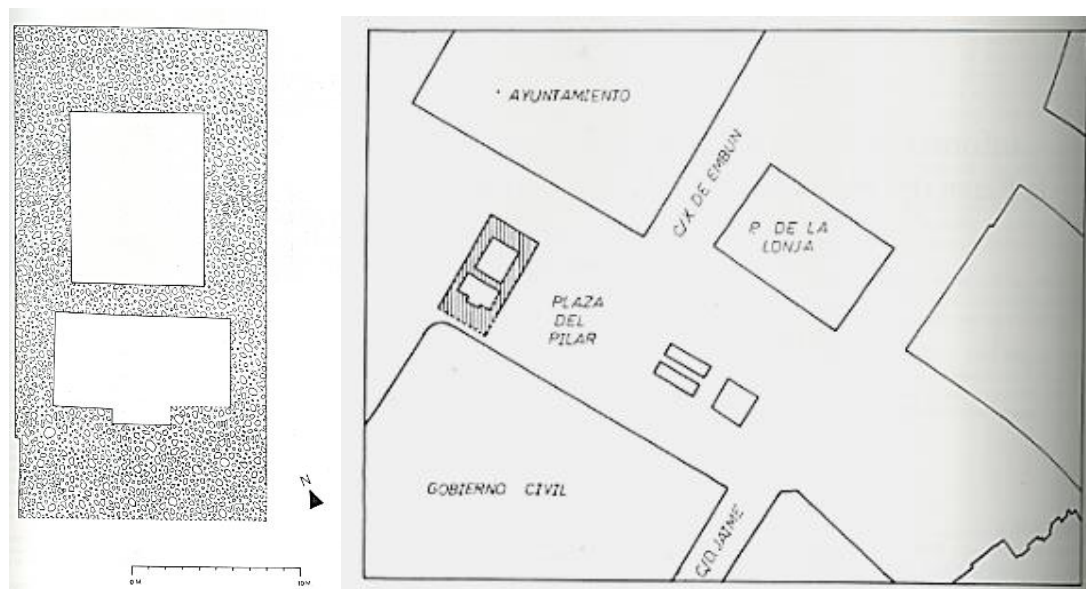 N
0 M
10 M
AYUNTAMIENTO
C/X. DE EMBUN
P. DE LA
LONJA
PLAZA
DEL
PILAR
GOBIERNO CIVIL
C/D.JAIME